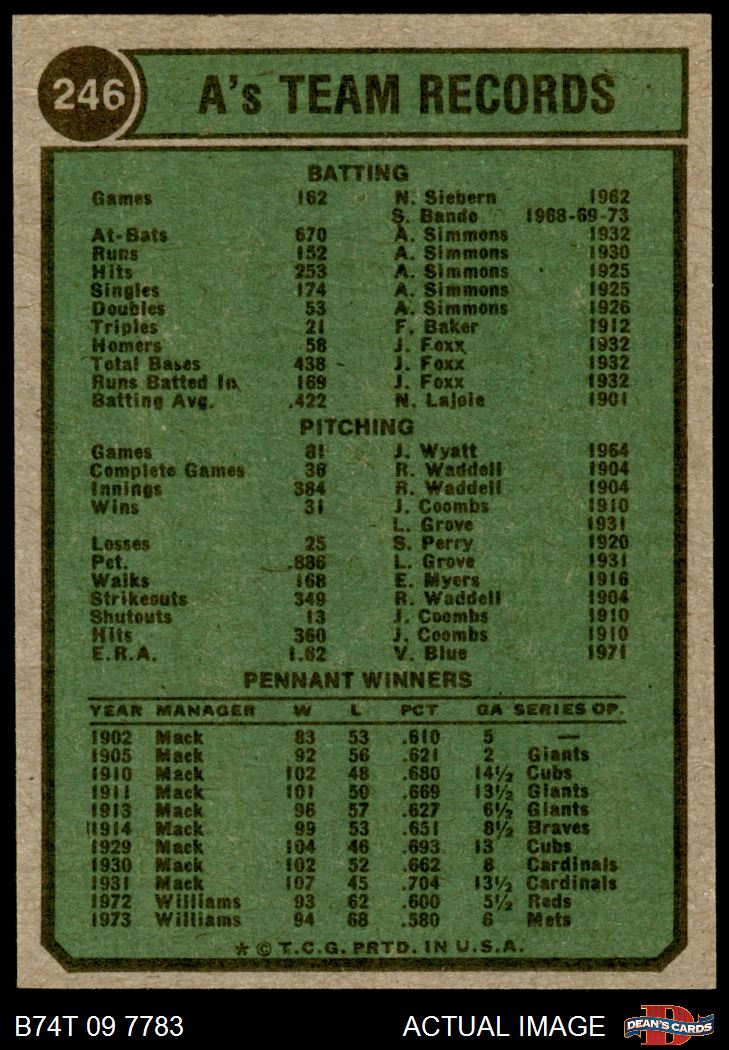 246 A's TEAM RECORDS
BATTING
Games 162 N. Siebern 1962
S. Bando 1968-69-73
At-Bats 670 A. Simmons 1932
Runs 152 A. Simmons 1930
Hits 253 A. Simmons 1925
Singles 174 A. Simmons 1925
Doubles 53 A. Simmons 1926
Triples 21 F. Baker 1912
Homers 58 J. Foxx 1932
Total Bases 438 J. Foxx 1932
Runs Batted In 169 J. Foxx 1932
Batting Avg. .422 N. Lajoie 1901
PITCHING
Games 81 J. Wyatt 1964
Complete Games 36 R. Waddell 1904
Innings 384 R. Waddell 1904
Wins 31 J. Coombs 1910
L. Grove 1931
Losses 25 S. Perry 1920
Pct. .886 L. Grove 1931
Walks 168 E. Myers 1916
Strikeouts 349 R. Waddell 1904
Shutouts 13 J. Coombs 1910
Hits 360 J. Coombs 1910
E.R.A. 1.82 V. Blue 1971
PENNANT WINNERS
YEAR MANAGER W L PCT GA SERIES OP.
1902 Mack 83 53 .610 5 —
1905 Mack 92 56 .621 2 Giants
1910 Mack 102 48 .680 14½ Cubs
1911 Mack 101 50 .669 13½ Giants
1913 Mack 96 57 .627 6½ Giants
1914 Mack 99 53 .651 8½ Braves
1929 Mack 104 46 .693 13 Cubs
1930 Mack 102 52 .662 8 Cardinals
1931 Mack 107 45 .704 13½ Cardinals
1972 Williams 93 62 .600 5½ Reds
1973 Williams 94 68 .580 6 Mets
* © T.C.G. PRTD. IN U.S.A.
B74T 09 7783 ACTUAL IMAGE D DEAN'S CARDS